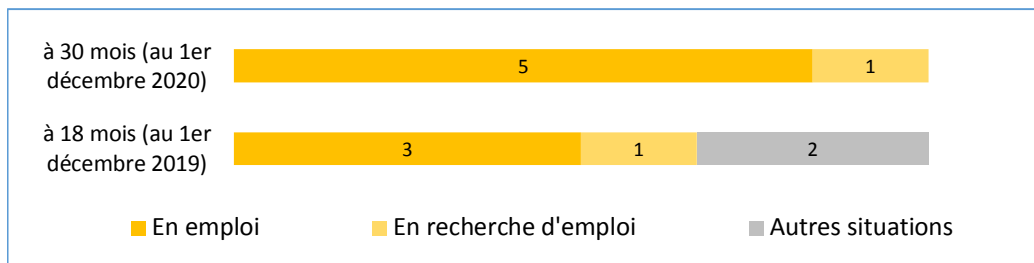 à 30 mois (au 1er
décembre 2020)
5
1
à 18 mois (au 1er
décembre 2019)
3
1
2
En emploi
En recherche d'emploi
Autres situations